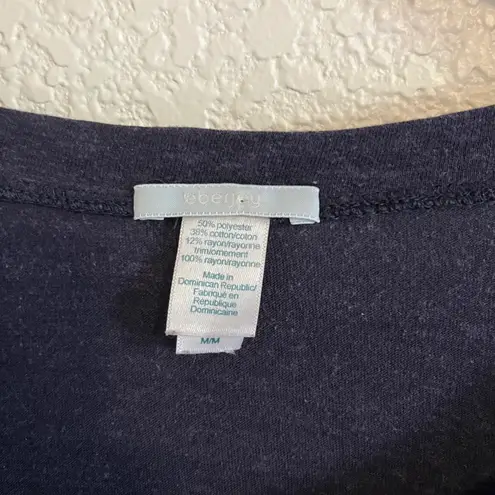 eberjey
50% polyester
38% cotton/coton
12% rayon/rayonne
trim/ornement
100% rayon/rayonne
Made in
Dominican Republic/
Fabriqué en
République
Dominicaine
M/M